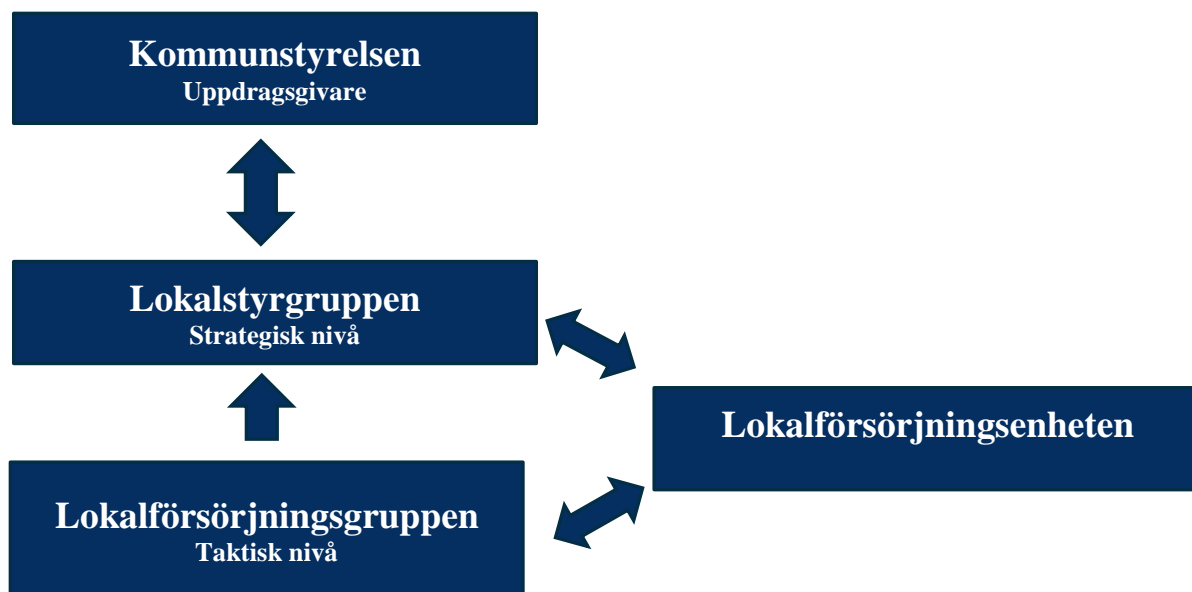 Kommunstyrelsen
Uppdragsgivare
Lokalstyrgruppen
Strategisk nivå
Lokalförsörjningsenheten
Lokalförsörjningsgruppen
Taktisk nivå